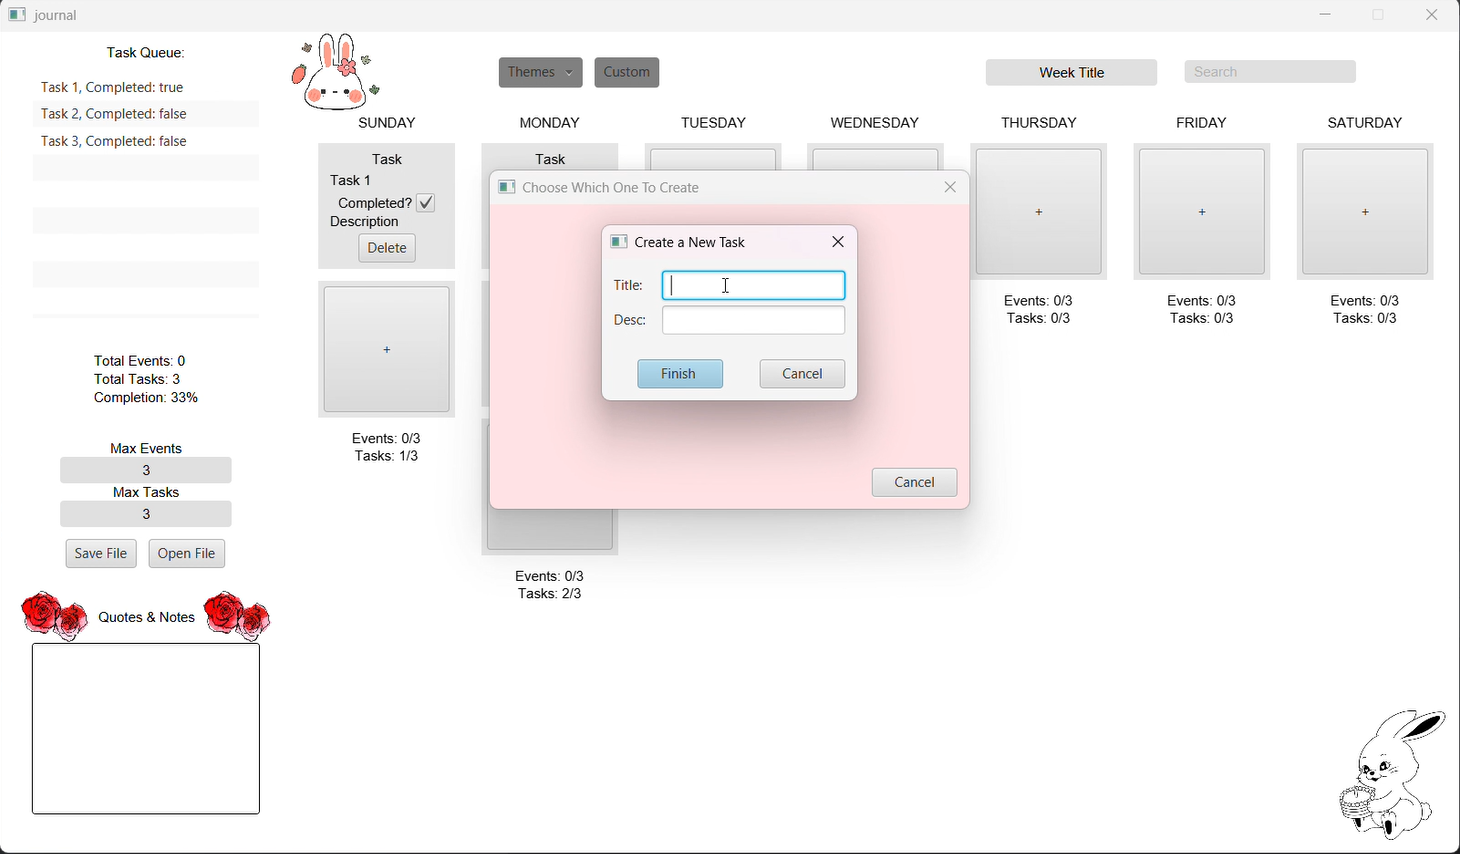 journal
Task Queue:
Task 1, Completed: true
Task 2, Completed: false
Task 3, Completed: false
Total Events: 0
Total Tasks: 3
Completion: 33%
Max Events
3
Max Tasks
3
Save File Open File
Quotes & Notes
Themes Custom
Week Title
Search
SUNDAY MONDAY TUESDAY WEDNESDAY THURSDAY FRIDAY SATURDAY
Task
Task 1
Completed?
Description
Delete
+
Events: 0/3
Tasks: 1/3
Task
Events: 0/3
Tasks: 2/3
+
Events: 0/3
Tasks: 0/3
+
Events: 0/3
Tasks: 0/3
+
Events: 0/3
Tasks: 0/3
Choose Which One To Create
Create a New Task
Title:
Desc:
Finish Cancel
Cancel